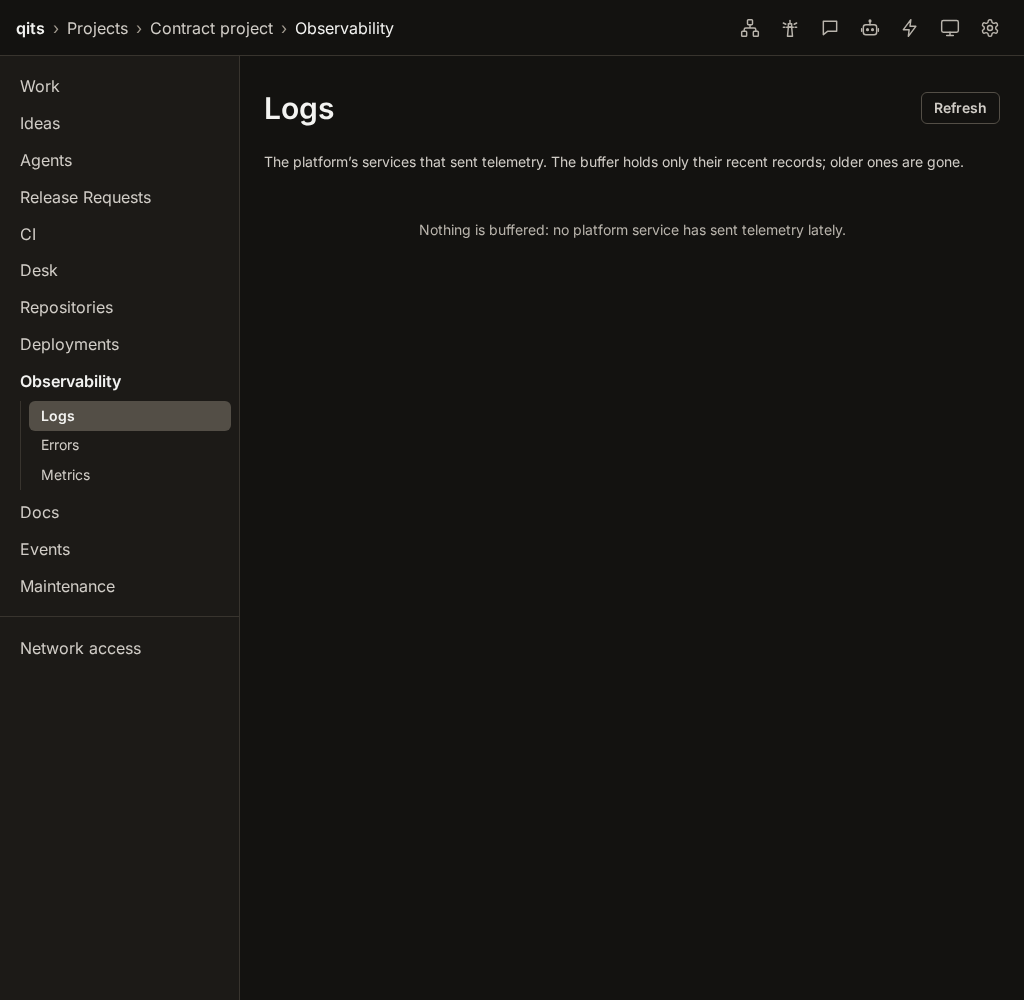 qits › Projects › Contract project › Observability
Work
Ideas
Agents
Release Requests
CI
Desk
Repositories
Deployments
Observability
Logs
Errors
Metrics
Docs
Events
Maintenance
Network access
Logs
Refresh
The platform’s services that sent telemetry. The buffer holds only their recent records; older ones are gone.
Nothing is buffered: no platform service has sent telemetry lately.